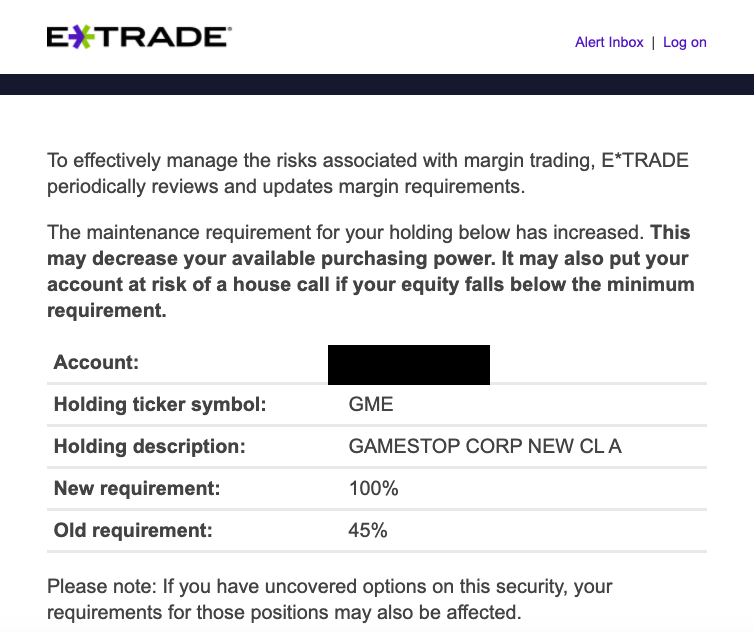 E*TRADE®
Alert Inbox | Log on
To effectively manage the risks associated with margin trading, E*TRADE
periodically reviews and updates margin requirements.
The maintenance requirement for your holding below has increased. This
may decrease your available purchasing power. It may also put your
account at risk of a house call if your equity falls below the minimum
requirement.
Account:
Holding ticker symbol: GME
Holding description: GAMESTOP CORP NEW CL A
New requirement: 100%
Old requirement: 45%
Please note: If you have uncovered options on this security, your
requirements for those positions may also be affected.